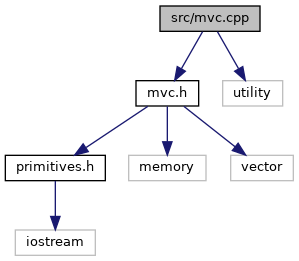 src/mvc.cpp
mvc.h
utility
primitives.h
memory
vector
iostream